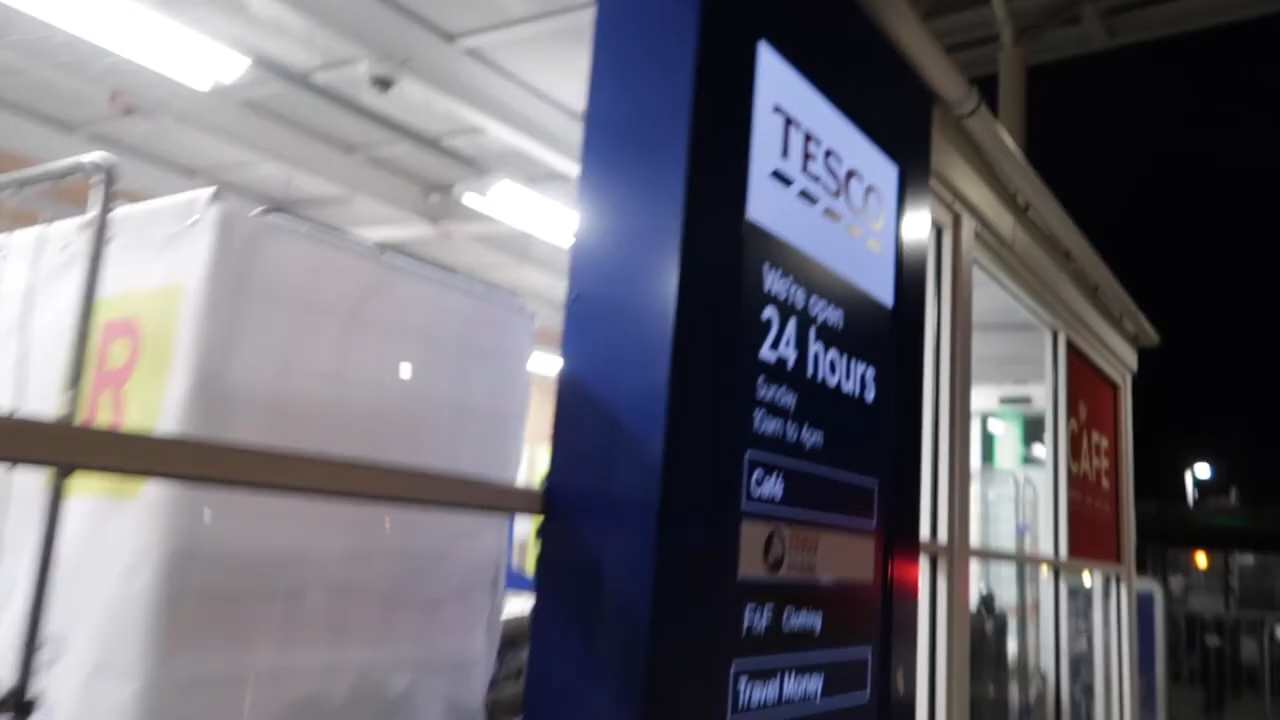 R
TESCO
We're open
24 hours
Sunday
10am to 4pm
Café
F&F Clothing
Travel Money
CAFE